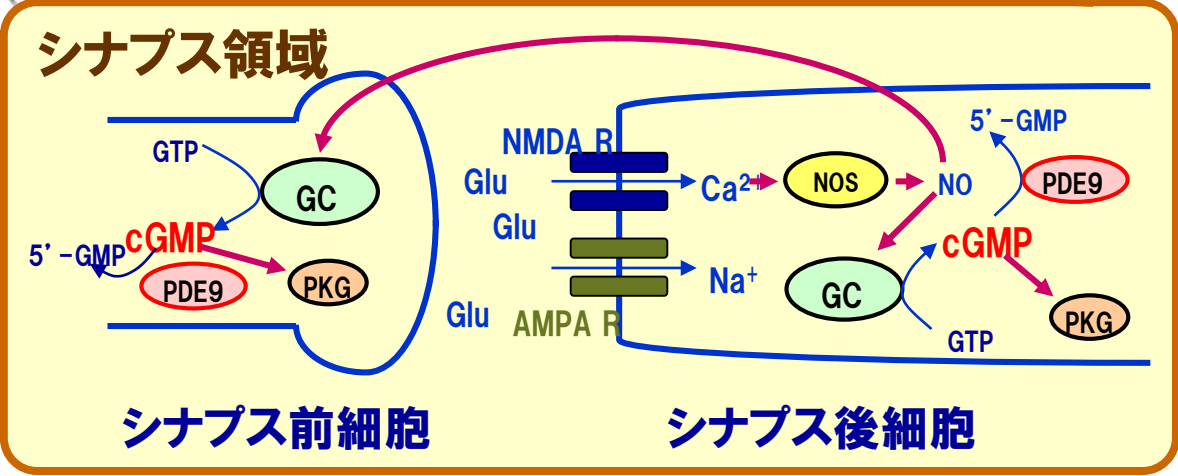 シナプス領域
GTP
GC
cGMP
5’-GMP
PDE9
PKG
NMDA R
Glu
Glu
Glu
AMPA R
Ca²⁺
Na⁺
NOS
NO
5’-GMP
PDE9
cGMP
GC
GTP
PKG
シナプス前細胞
シナプス後細胞